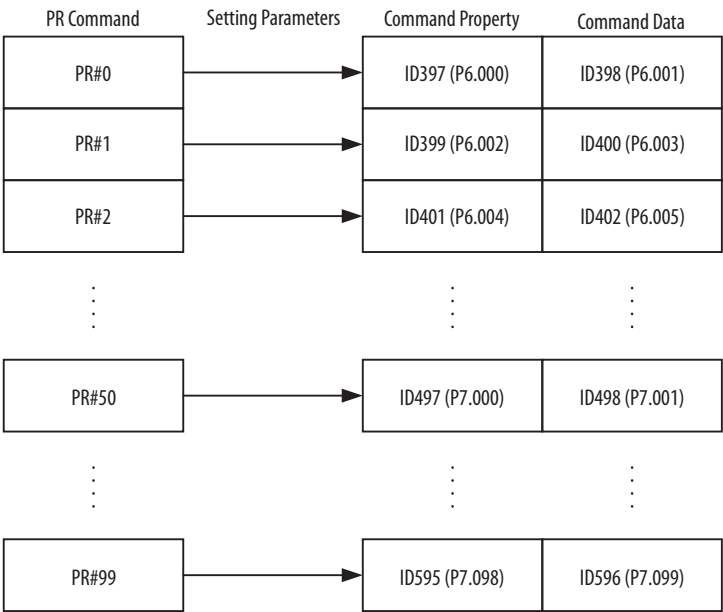 PR Command Setting Parameters Command Property Command Data
PR#0 ID397 (P6.000) ID398 (P6.001)
PR#1 ID399 (P6.002) ID400 (P6.003)
PR#2 ID401 (P6.004) ID402 (P6.005)
PR#50 ID497 (P7.000) ID498 (P7.001)
PR#99 ID595 (P7.098) ID596 (P7.099)